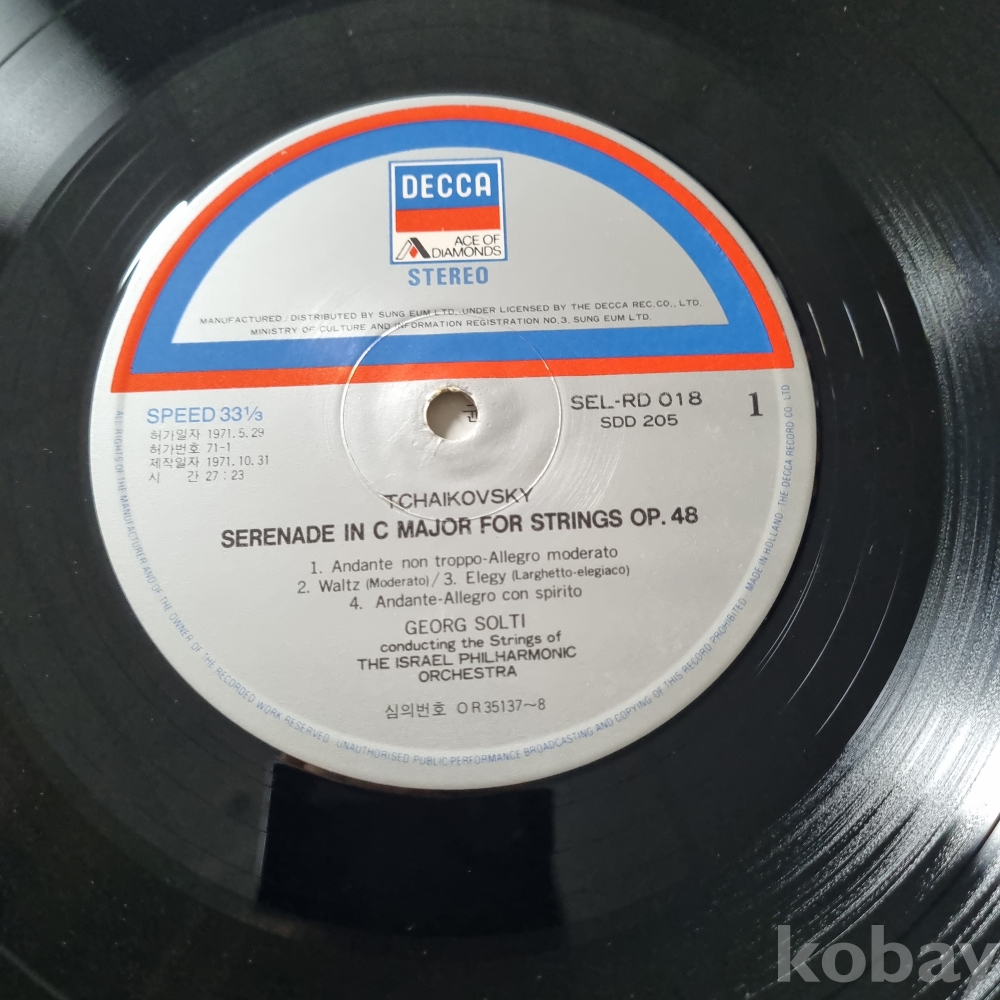 DECCA
ACE OF
DIAMONDS
STEREO
MANUFACTURED / DISTRIBUTED BY SUNG EUM LTD. UNDER LICENSED BY THE DECCA REC. CO., LTD.
MINISTRY OF CULTURE AND INFORMATION REGISTRATION NO. 3. SUNG EUM LTD.
SPEED 33⅓
허가일자 1971.5.29
허가번호 71-1
제작일자 1971.10.31
시 간 27:23
SEL-RD 018
SDD 205
1
TCHAIKOVSKY
SERENADE IN C MAJOR FOR STRINGS OP. 48
1. Andante non troppo-Allegro moderato
2. Waltz (Moderato) / 3. Elegy (Larghetto-elegiaco)
4. Andante-Allegro con spirito
GEORG SOLTI
conducting the Strings of
THE ISRAEL PHILHARMONIC
ORCHESTRA
심의번호 OR35137~8
ALL RIGHTS OF THE MANUFACTURER AND OF THE OWNER OF THE RECORDED WORK RESERVED · UNAUTHORISED PUBLIC PERFORMANCE BROADCASTING AND COPYING OF THIS RECORD PROHIBITED · MADE IN HOLLAND · THE DECCA RECORD CO LTD
kobay